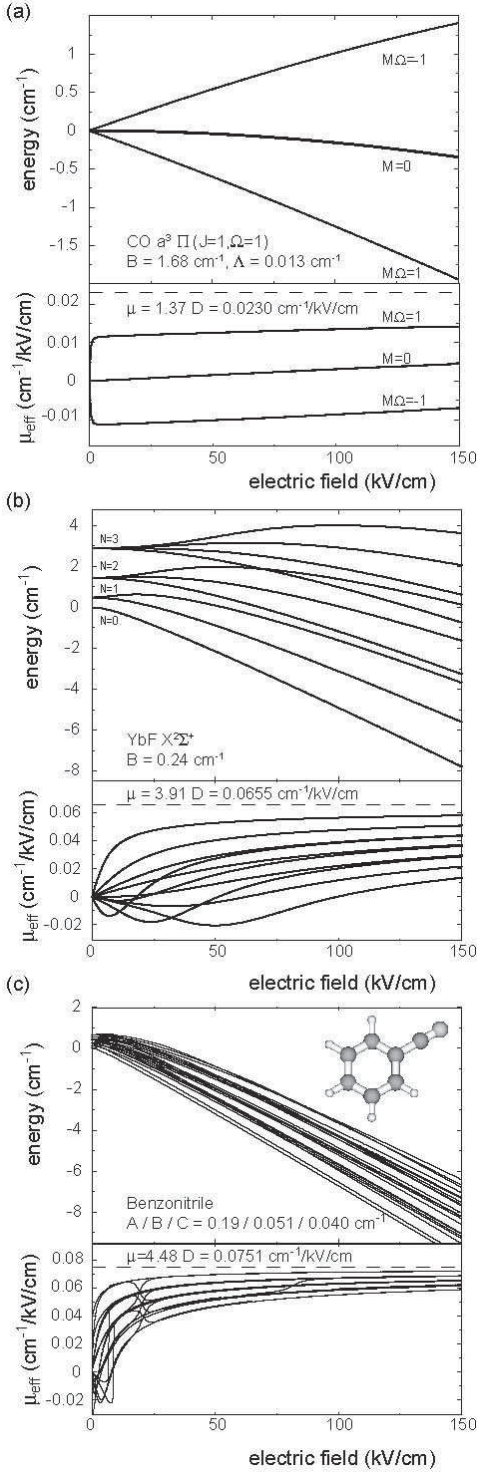 (a)
1
0.5
0
-0.5
-1
-1.5
energy (cm⁻¹)
MΩ=-1
M=0
MΩ=1
CO a³ Π (J=1,Ω=1)
B = 1.68 cm⁻¹, Λ = 0.013 cm⁻¹
0.02
0.01
0
-0.01
μeff (cm⁻¹/kV/cm)
μ = 1.37 D = 0.0230 cm⁻¹/kV/cm
MΩ=1
M=0
MΩ=-1
0 50 100 150
electric field (kV/cm)
(b)
4
2
0
-2
-4
-6
-8
energy (cm⁻¹)
N=3
N=2
N=1
N=0
YbF X²Σ⁺
B = 0.24 cm⁻¹
0.06
0.04
0.02
0
-0.02
μeff (cm⁻¹/kV/cm)
μ = 3.91 D = 0.0655 cm⁻¹/kV/cm
0 50 100 150
electric field (kV/cm)
(c)
2
0
-2
-4
-6
-8
energy (cm⁻¹)
Benzonitrile
A / B / C = 0.19 / 0.051 / 0.040 cm⁻¹
0.08
0.06
0.04
0.02
0
-0.02
μeff (cm⁻¹/kV/cm)
μ=4.48 D = 0.0751 cm⁻¹/kV/cm
0 50 100 150
electric field (kV/cm)